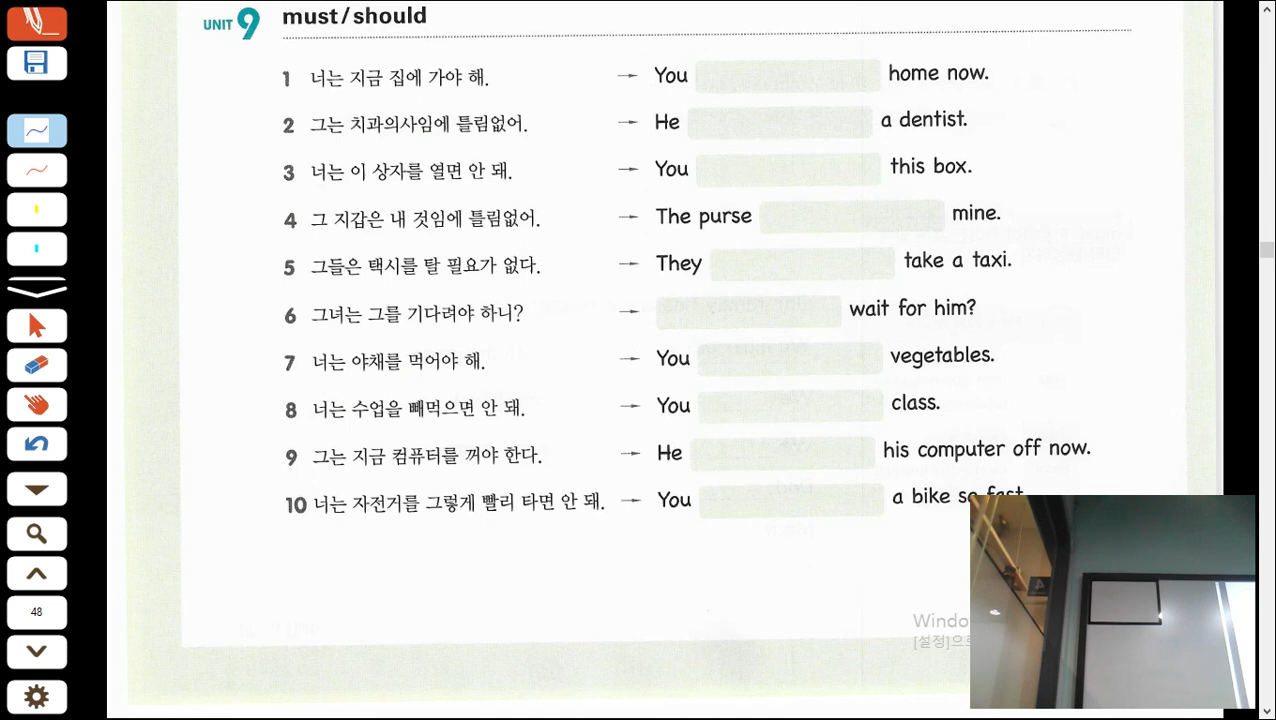 UNIT 9 must/should
1 너는 지금 집에 가야 해. → You home now.
2 그는 치과의사임에 틀림없어. → He a dentist.
3 너는 이 상자를 열면 안 돼. → You this box.
4 그 지갑은 내 것임에 틀림없어. → The purse mine.
5 그들은 택시를 탈 필요가 없다. → They take a taxi.
6 그녀는 그를 기다려야 하니? → wait for him?
7 너는 야채를 먹어야 해. → You vegetables.
8 너는 수업을 빼먹으면 안 돼. → You class.
9 그는 지금 컴퓨터를 꺼야 한다. → He his computer off now.
10 너는 자전거를 그렇게 빨리 타면 안 돼. → You a bike so fast
48